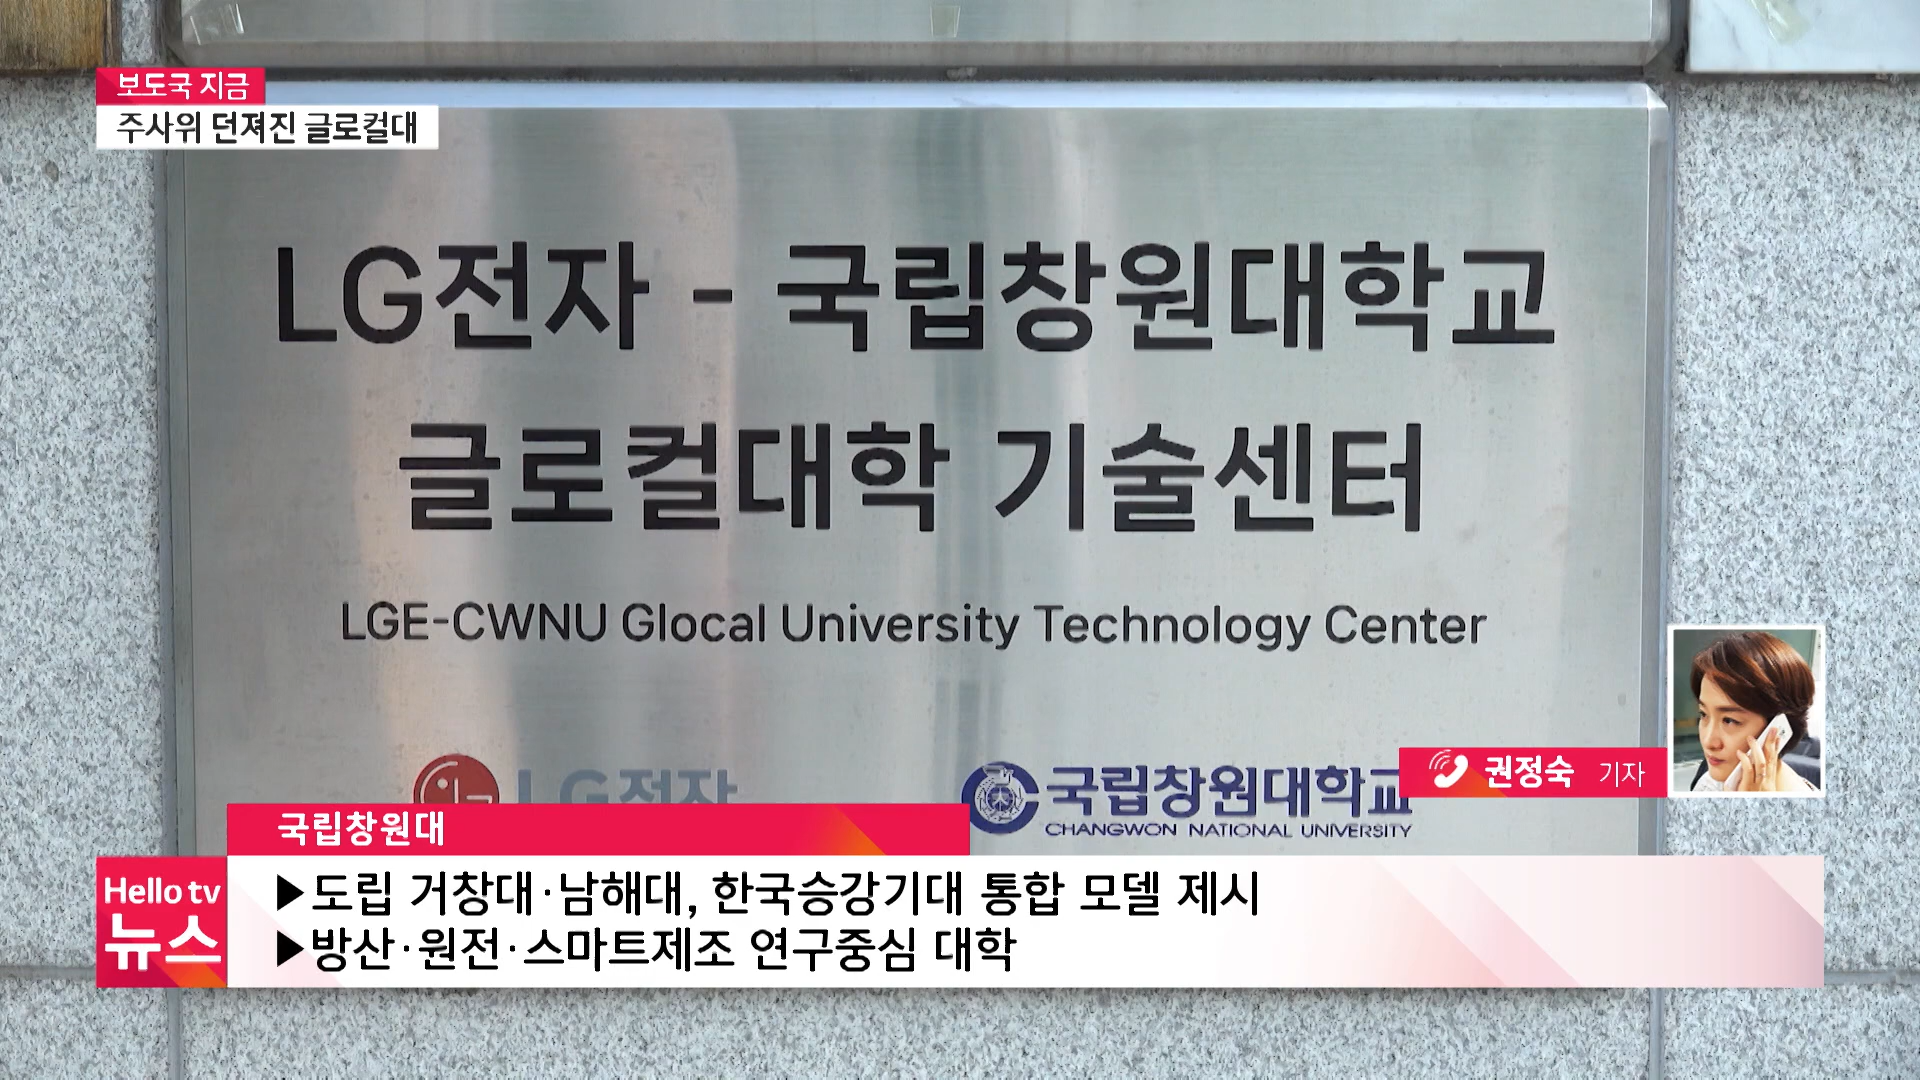 보도국 지금
주사위 던져진 글로컬대
LG전자 - 국립창원대학교
글로컬대학 기술센터
LGE-CWNU Glocal University Technology Center
LG전자
국립창원대학교
CHANGWON NATIONAL UNIVERSITY
권정숙 기자
국립창원대
Hello tv
뉴스
▶도립 거창대·남해대, 한국승강기대 통합 모델 제시
▶방산·원전·스마트제조 연구중심 대학